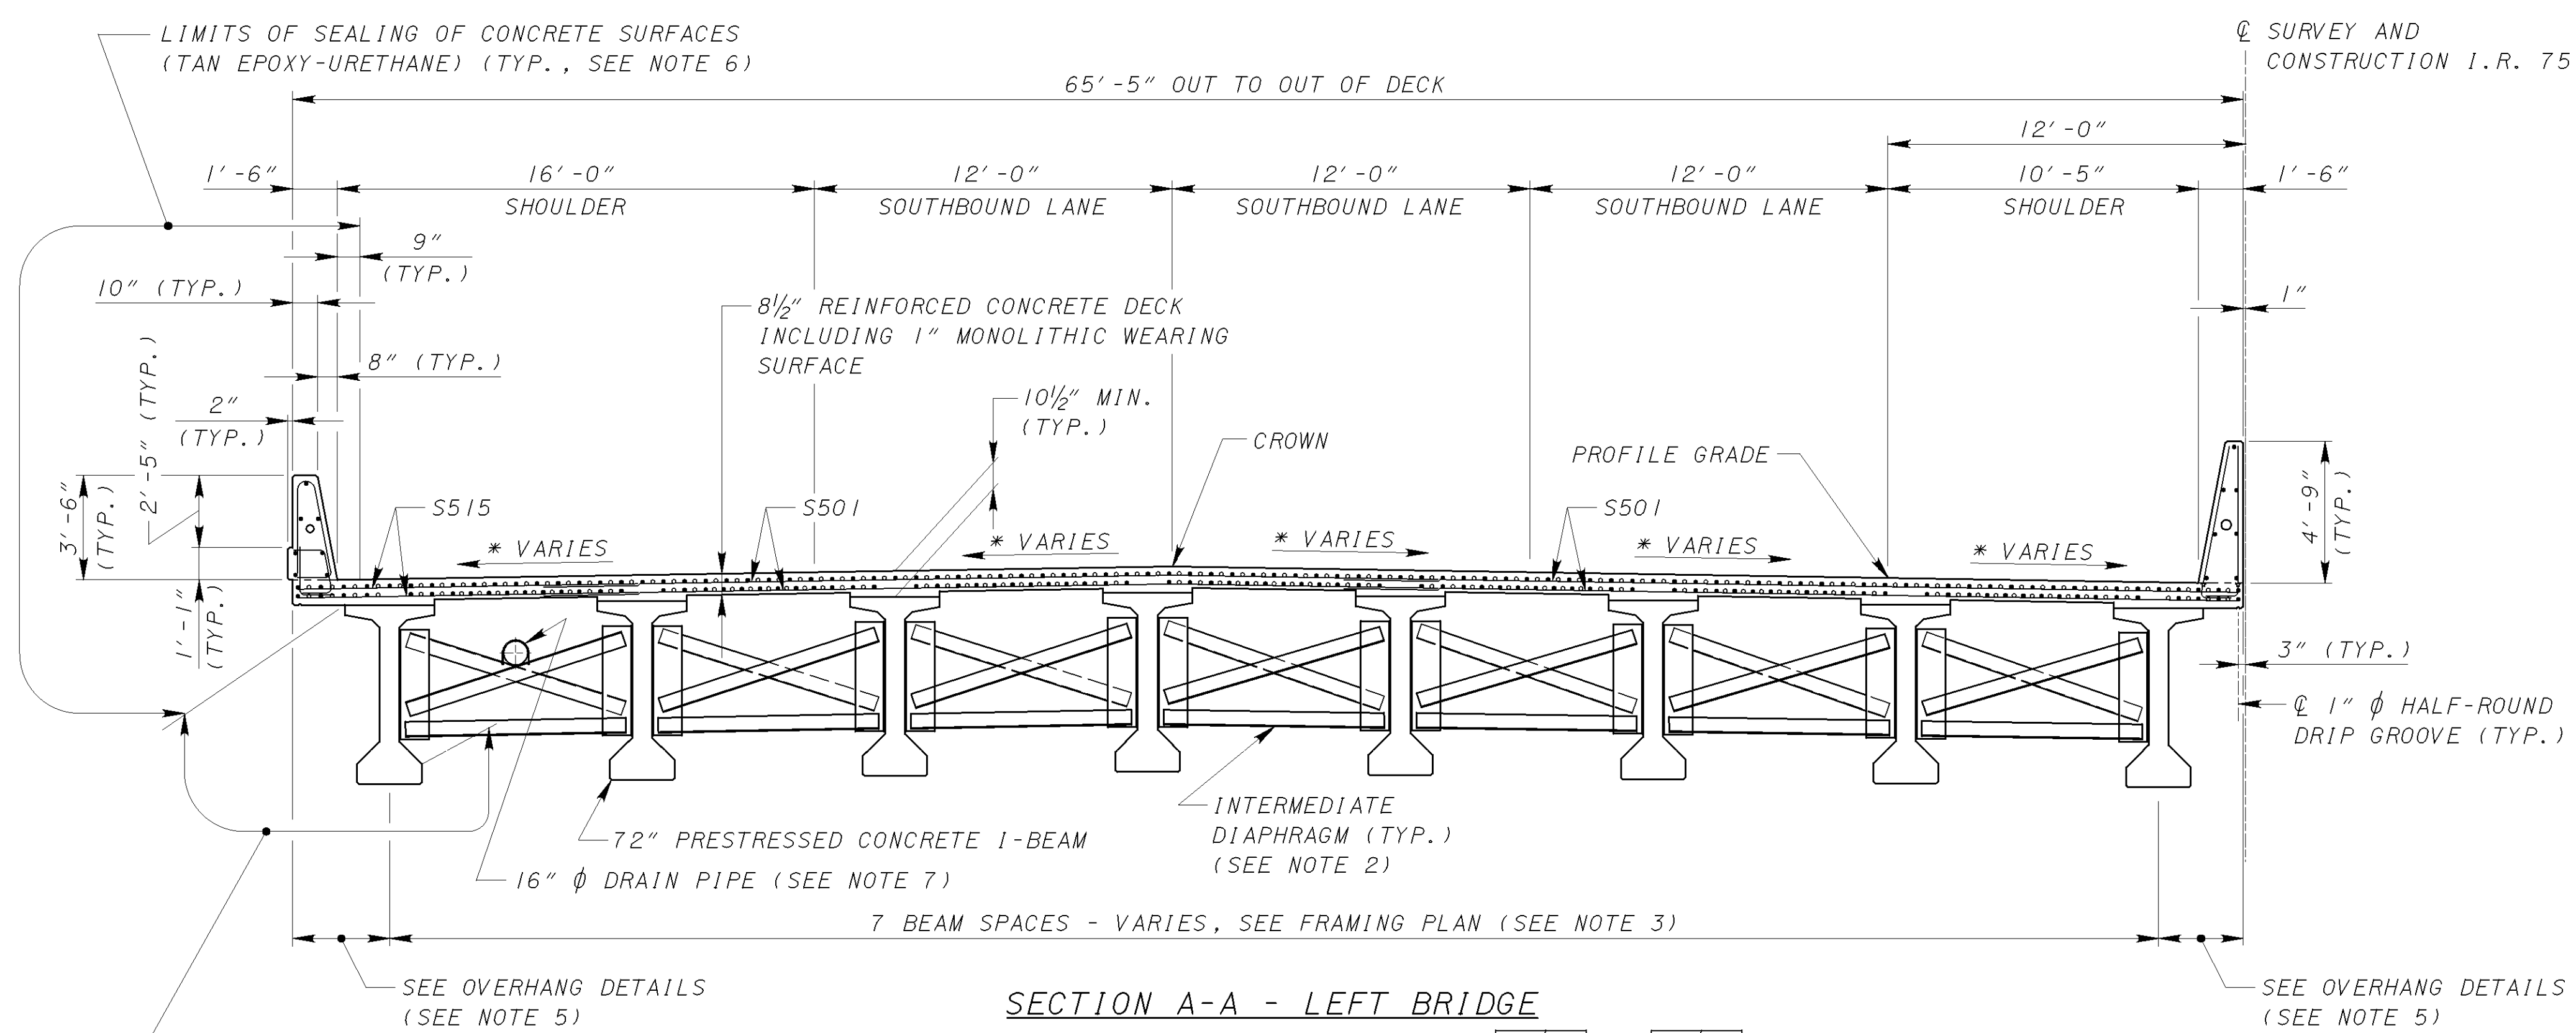 LIMITS OF SEALING OF CONCRETE SURFACES
(TAN EPOXY-URETHANE) (TYP., SEE NOTE 6)
℄ SURVEY AND
CONSTRUCTION I.R. 75
65'-5" OUT TO OUT OF DECK
12'-0"
1'-6"
16'-0"
SHOULDER
12'-0"
SOUTHBOUND LANE
12'-0"
SOUTHBOUND LANE
12'-0"
SOUTHBOUND LANE
10'-5"
SHOULDER
1'-6"
9"
(TYP.)
10" (TYP.)
8" (TYP.)
2"
(TYP.)
2'-5" (TYP.)
3'-6"
(TYP.)
1'-1"
(TYP.)
8½" REINFORCED CONCRETE DECK
INCLUDING 1" MONOLITHIC WEARING
SURFACE
10½" MIN.
(TYP.)
CROWN
PROFILE GRADE
1"
4'-9"
(TYP.)
S515
S501
S501
* VARIES
* VARIES
* VARIES
* VARIES
* VARIES
3" (TYP.)
℄ 1" ϕ HALF-ROUND
DRIP GROOVE (TYP.)
INTERMEDIATE
DIAPHRAGM (TYP.)
(SEE NOTE 2)
72" PRESTRESSED CONCRETE I-BEAM
16" ϕ DRAIN PIPE (SEE NOTE 7)
7 BEAM SPACES - VARIES, SEE FRAMING PLAN (SEE NOTE 3)
SEE OVERHANG DETAILS
(SEE NOTE 5)
SEE OVERHANG DETAILS
(SEE NOTE 5)
SECTION A-A - LEFT BRIDGE